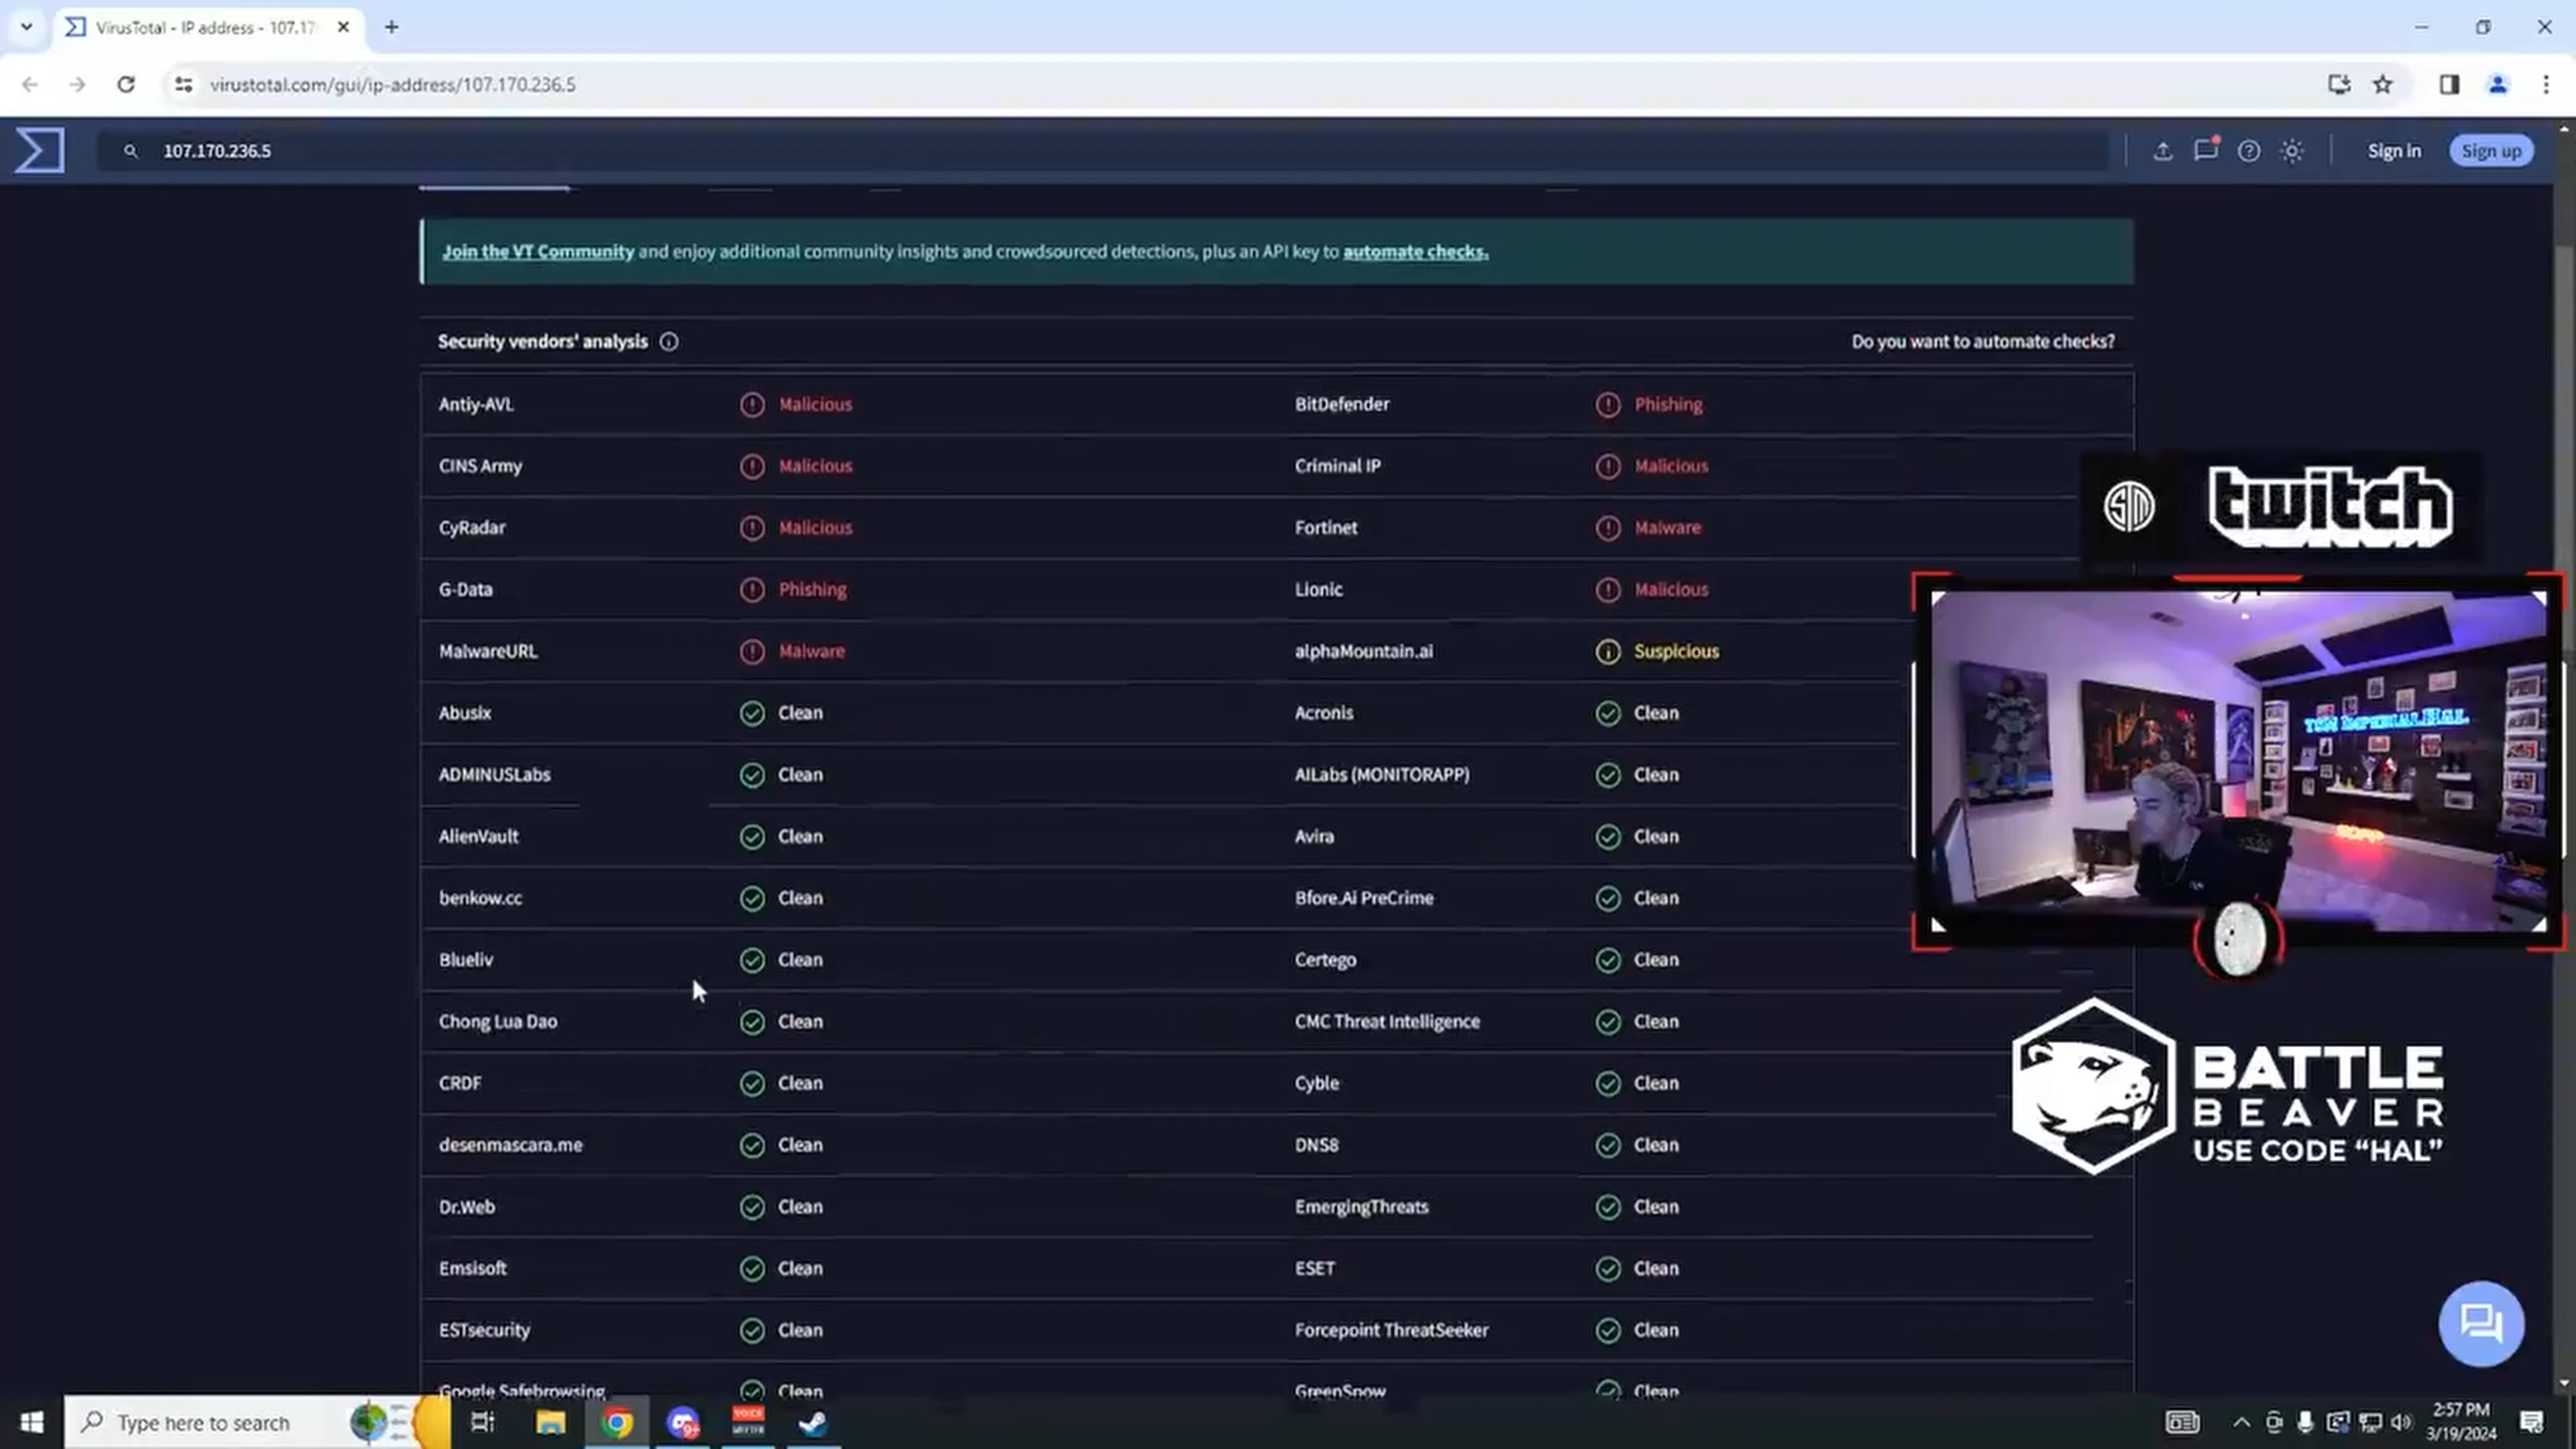 VirusTotal - IP address - 107.17
virustotal.com/gui/ip-address/107.170.236.5
107.170.236.5
Sign in
Sign up
Join the VT Community and enjoy additional community insights and crowdsourced detections, plus an API key to automate checks.
Security vendors' analysis
Do you want to automate checks?
Antiy-AVL Malicious BitDefender Phishing
CINS Army Malicious Criminal IP Malicious
CyRadar Malicious Fortinet Malware
G-Data Phishing Lionic Malicious
MalwareURL Malware alphaMountain.ai Suspicious
Abusix Clean Acronis Clean
ADMINUSLabs Clean AILabs (MONITORAPP) Clean
AlienVault Clean Avira Clean
benkow.cc Clean Bfore.Ai PreCrime Clean
Blueliv Clean Certego Clean
Chong Lua Dao Clean CMC Threat Intelligence Clean
CRDF Clean Cyble Clean
desenmascara.me Clean DNS8 Clean
Dr.Web Clean EmergingThreats Clean
Emsisoft Clean ESET Clean
ESTsecurity Clean Forcepoint ThreatSeeker Clean
Google Safebrowsing Clean GreenSnow Clean
TSM
twitch
TSM IMPERIALHAL
BATTLE
BEAVER
USE CODE “HAL”
Type here to search
9+
VOICE
2:57 PM
3/19/2024